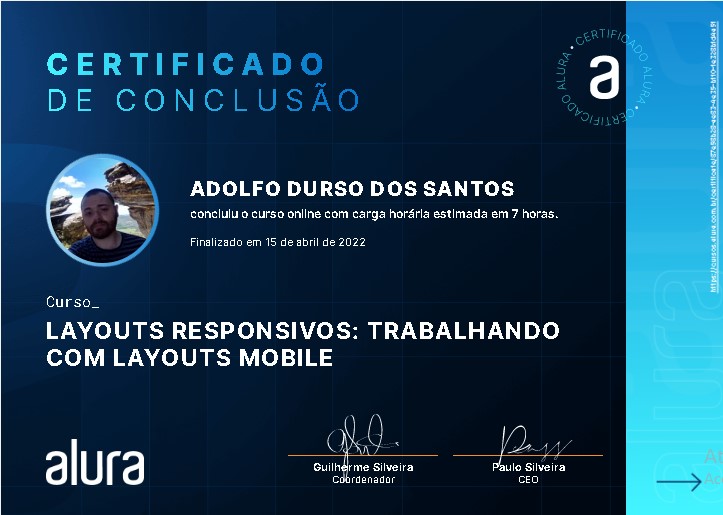 CERTIFICADO
DE CONCLUSÃO
CERTIFICADO ALURA • CERTIFICADO ALURA •
a
ADOLFO DURSO DOS SANTOS
concluiu o curso online com carga horária estimada em 7 horas.
Finalizado em 15 de abril de 2022
Curso_
LAYOUTS RESPONSIVOS: TRABALHANDO
COM LAYOUTS MOBILE
alura
Guilherme Silveira
Coordenador
Paulo Silveira
CEO
alura